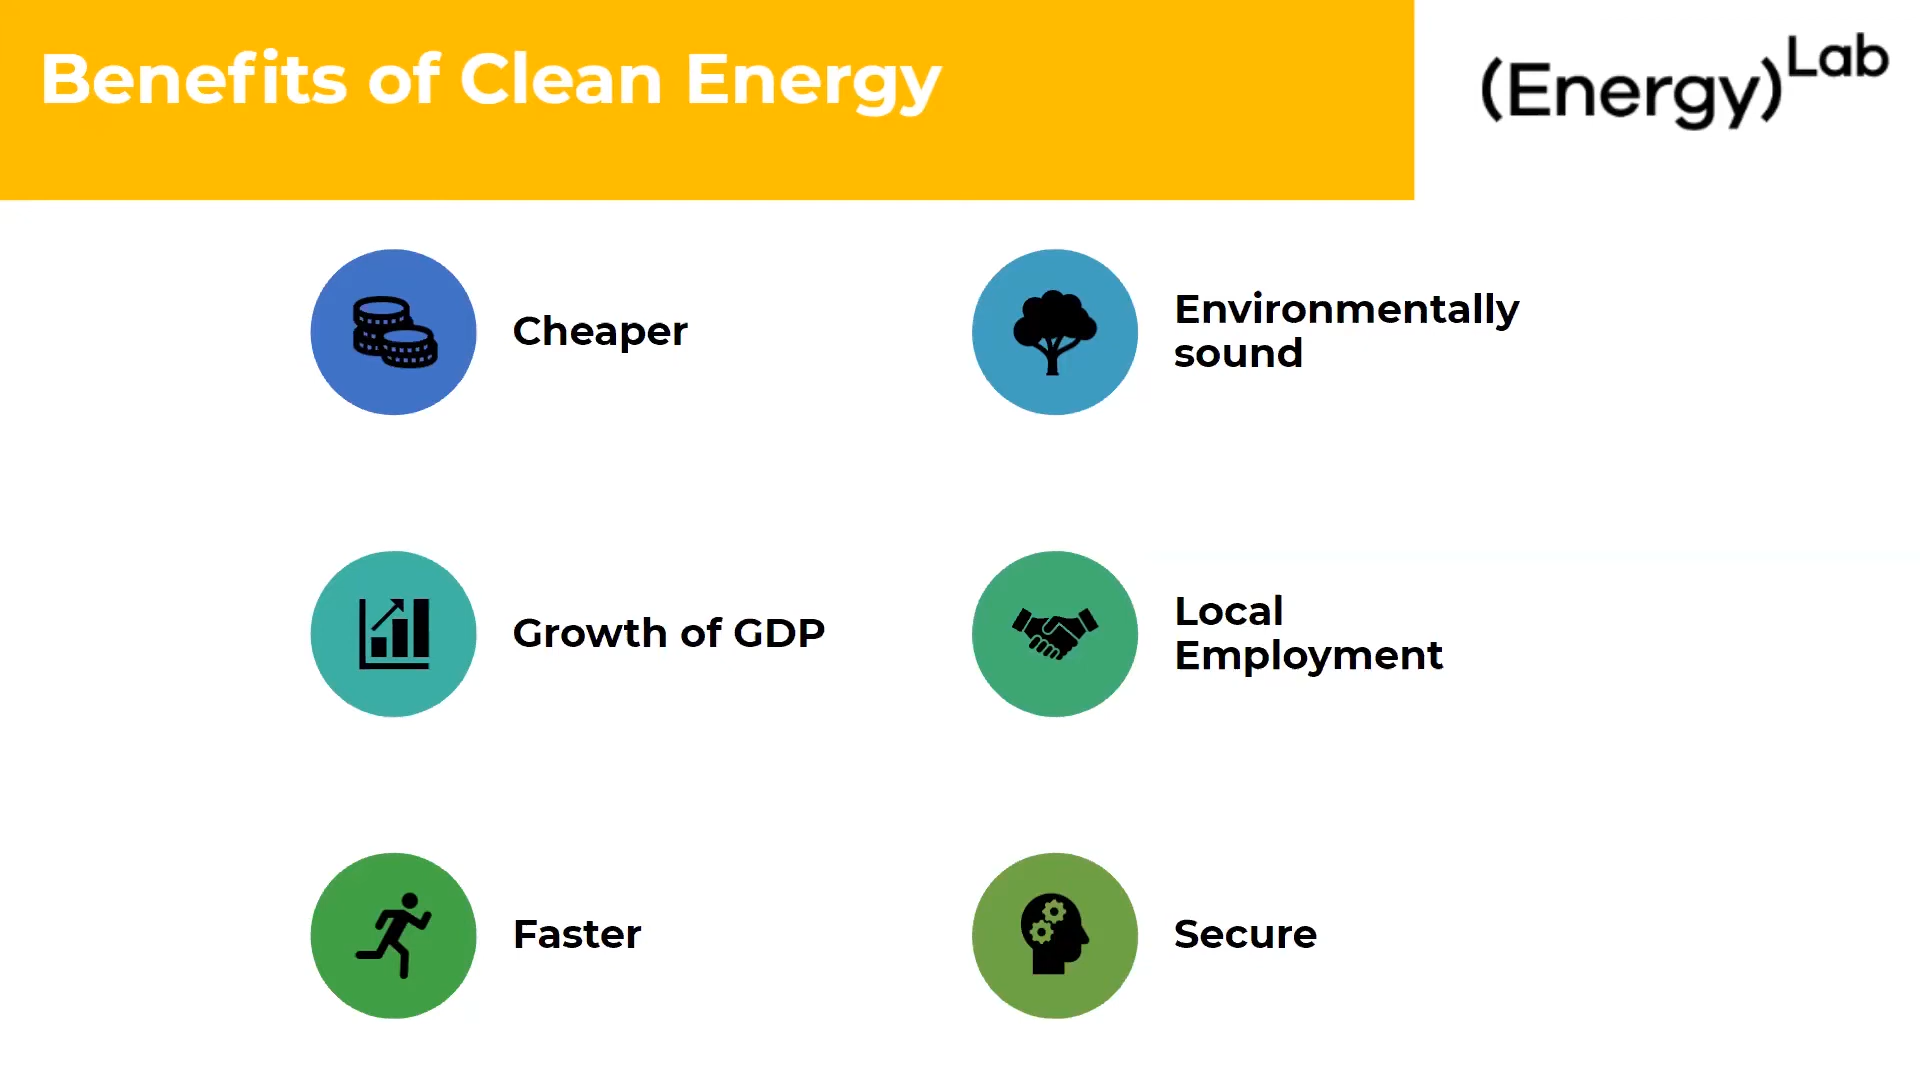 Benefits of Clean Energy
(Energy)Lab
Cheaper
Environmentally
sound
Growth of GDP
Local
Employment
Faster
Secure